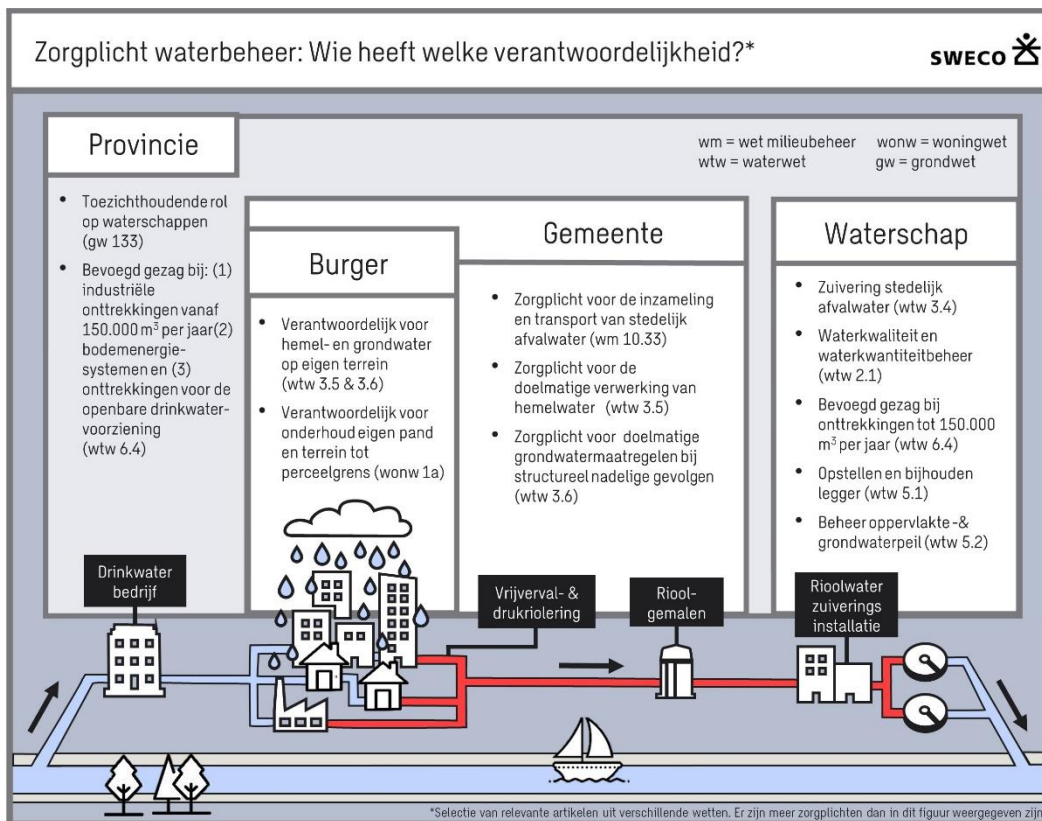 Zorgplicht waterbeheer: Wie heeft welke verantwoordelijkheid?*
SWECO
wm = wet milieubeheer
wtw = waterwet
wonw = woningwet
gw = grondwet
Provincie
• Toezichthoudende rol
op waterschappen
(gw 133)
• Bevoegd gezag bij: (1)
industriële
onttrekkingen vanaf
150.000 m³ per jaar(2)
bodemenergie-
systemen en (3)
onttrekkingen voor de
openbare drinkwater-
voorziening
(wtw 6.4)
Burger
• Verantwoordelijk voor
hemel- en grondwater
op eigen terrein
(wtw 3.5 & 3.6)
• Verantwoordelijk voor
onderhoud eigen pand
en terrein tot
perceelgrens (wonw 1a)
Gemeente
• Zorgplicht voor de inzameling
en transport van stedelijk
afvalwater (wm 10.33)
• Zorgplicht voor de
doelmatige verwerking van
hemelwater (wtw 3.5)
• Zorgplicht voor doelmatige
grondwatermaatregelen bij
structureel nadelige gevolgen
(wtw 3.6)
Waterschap
• Zuivering stedelijk
afvalwater (wtw 3.4)
• Waterkwaliteit en
waterkwantiteitbeheer
(wtw 2.1)
• Bevoegd gezag bij
onttrekkingen tot 150.000
m³ per jaar (wtw 6.4)
• Opstellen en bijhouden
legger (wtw 5.1)
• Beheer oppervlakte -&
grondwaterpeil (wtw 5.2)
Drinkwater
bedrijf
Vrijverval- &
drukriolering
Riool-
gemalen
Rioolwater
zuiverings
installatie
*Selectie van relevante artikelen uit verschillende wetten. Er zijn meer zorgplichten dan in dit figuur weergegeven zijn